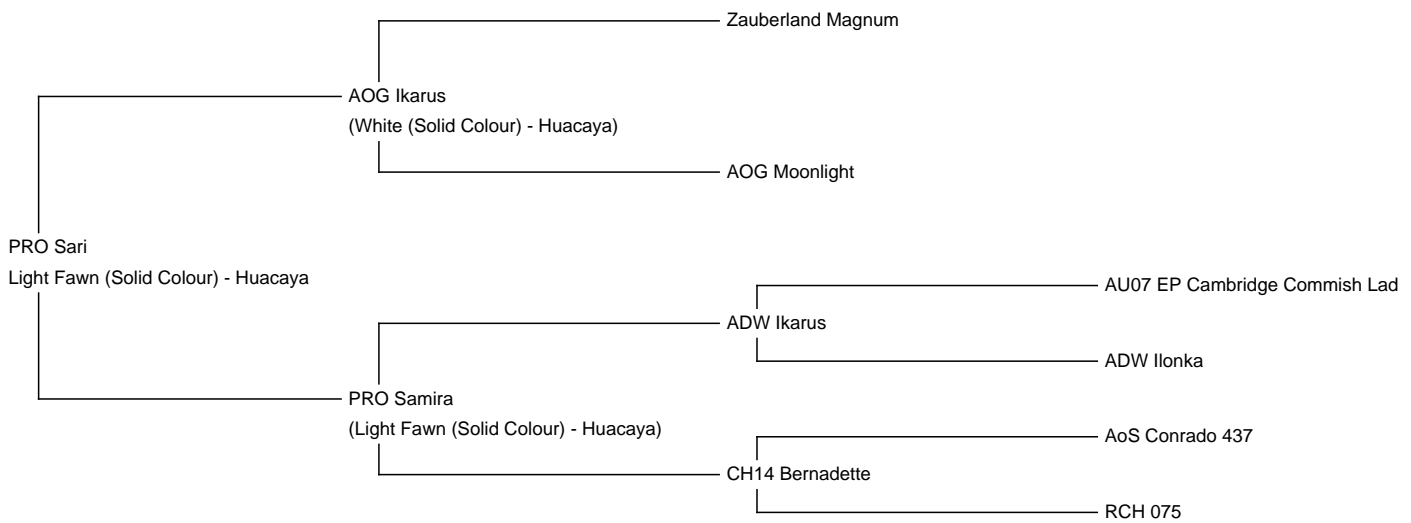 Zauberland Magnum
AOG Ikarus
(White (Solid Colour) - Huacaya)
AOG Moonlight
PRO Sari
Light Fawn (Solid Colour) - Huacaya
AU07 EP Cambridge Commish Lad
ADW Ikarus
ADW Ilonka
PRO Samira
(Light Fawn (Solid Colour) - Huacaya)
AoS Conrado 437
CH14 Bernadette
RCH 075